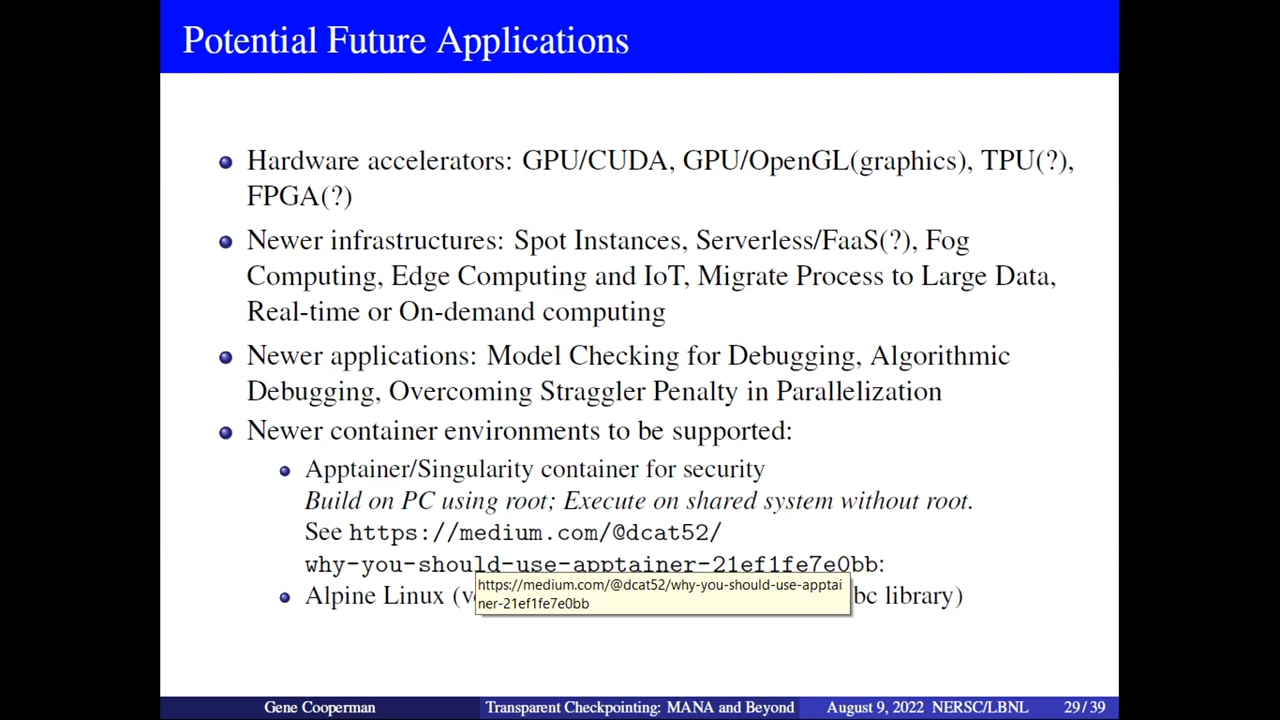 Potential Future Applications
Hardware accelerators: GPU/CUDA, GPU/OpenGL(graphics), TPU(?),
FPGA(?)
Newer infrastructures: Spot Instances, Serverless/FaaS(?), Fog
Computing, Edge Computing and IoT, Migrate Process to Large Data,
Real-time or On-demand computing
Newer applications: Model Checking for Debugging, Algorithmic
Debugging, Overcoming Straggler Penalty in Parallelization
Newer container environments to be supported:
Apptainer/Singularity container for security
Build on PC using root; Execute on shared system without root.
See https://medium.com/@dcat52/
why-you-should-use-apptainer-21ef1fe7e0bb:
https://medium.com/@dcat52/why-you-should-use-apptai
ner-21ef1fe7e0bb
Alpine Linux ( library)
Gene Cooperman Transparent Checkpointing: MANA and Beyond August 9, 2022 NERSC/LBNL 29 / 39